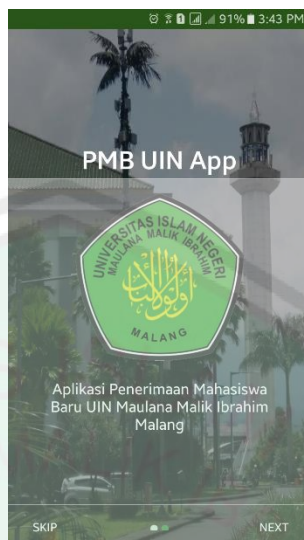 91% 3:43 PM
PMB UIN App
UNIVERSITAS ISLAM NEGERI
MAULANA MALIK IBRAHIM
MALANG
Aplikasi Penerimaan Mahasiswa
Baru UIN Maulana Malik Ibrahim
Malang
SKIP NEXT